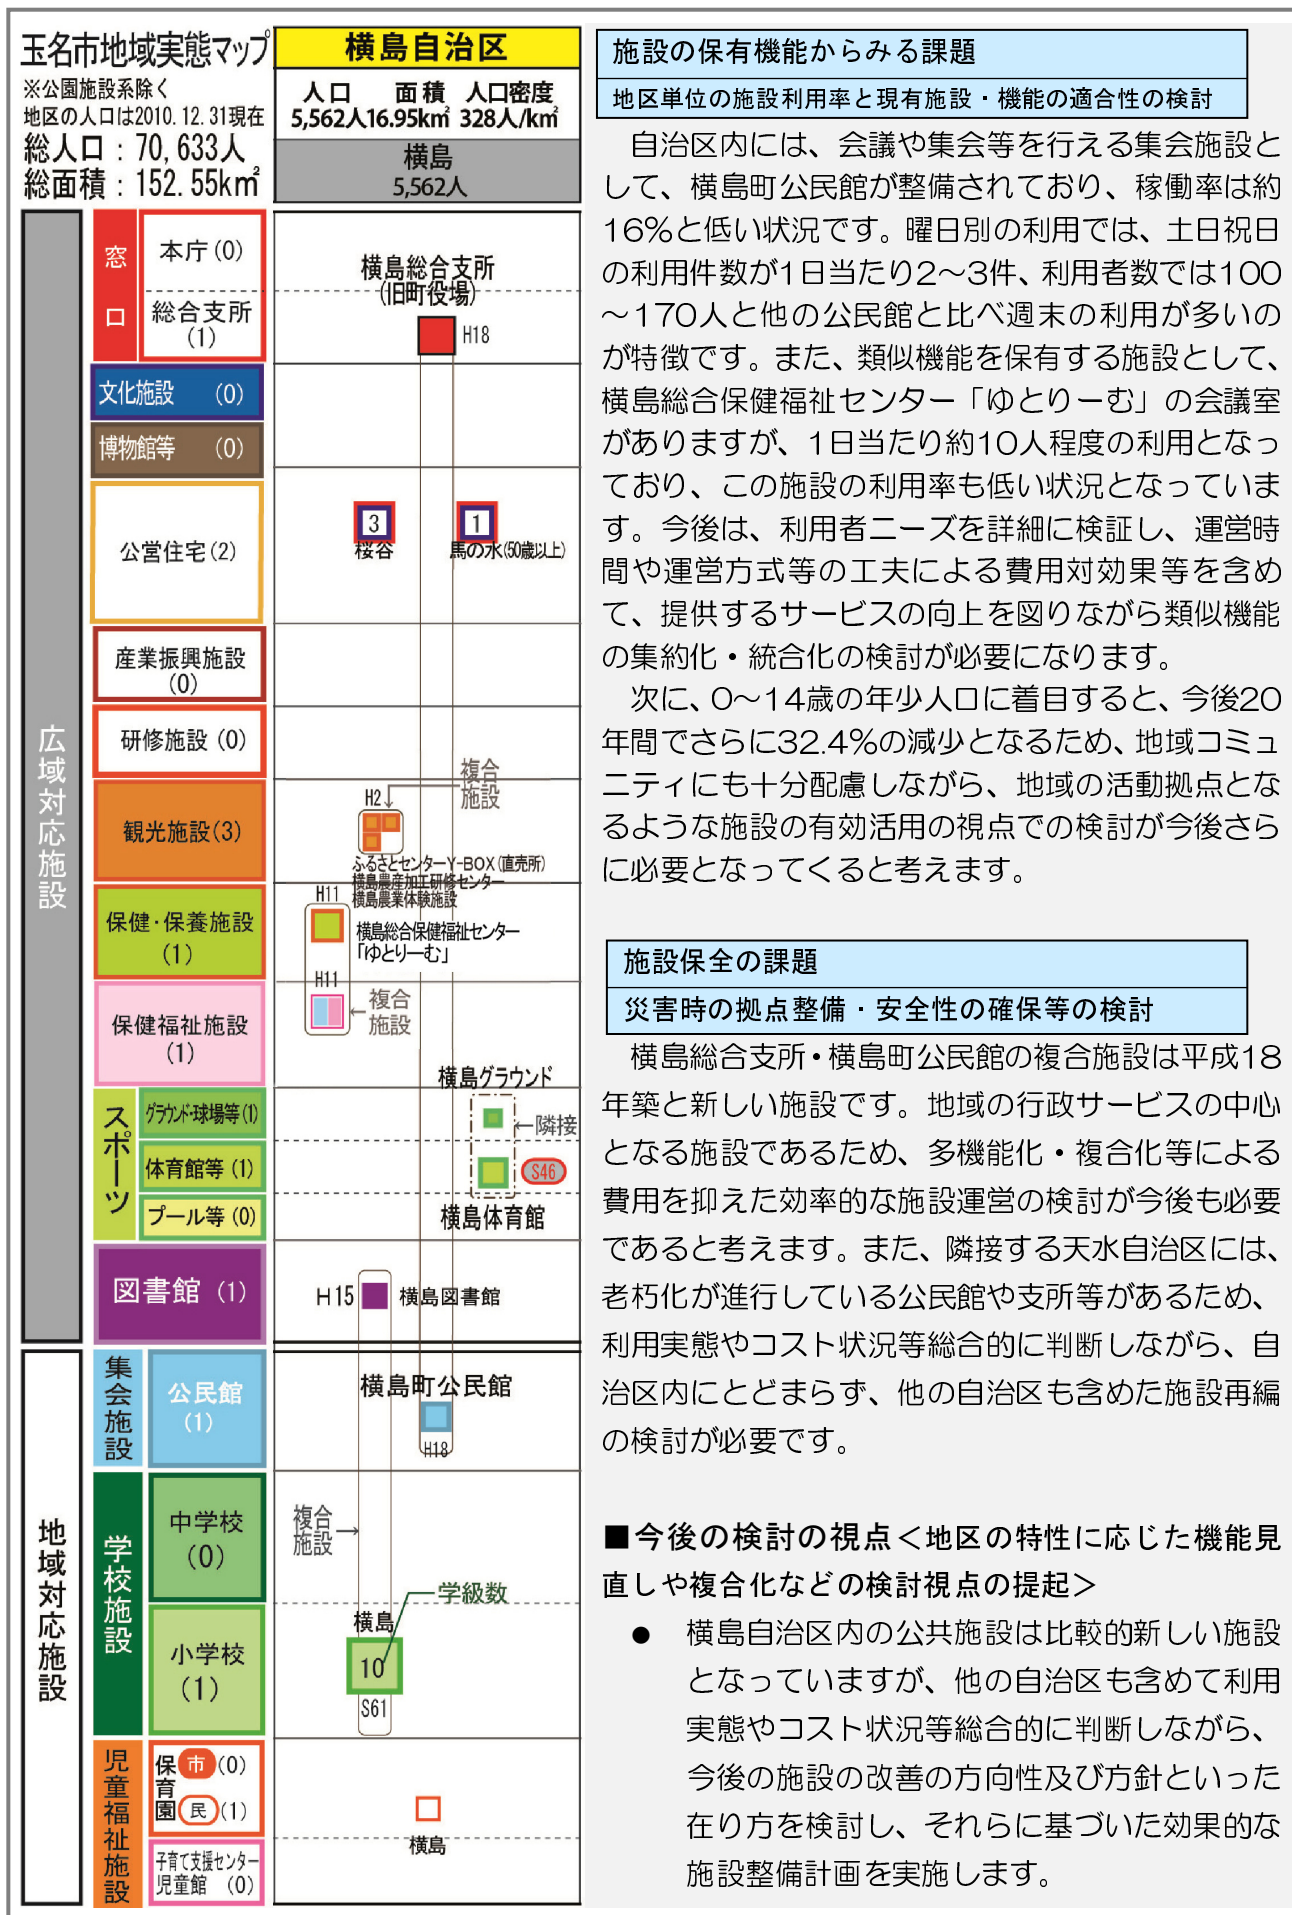 玉名市地域実態マップ
※公園施設系除く
地区の人口は2010.12.31現在
総人口：70,633人
総面積：152.55k㎡
横島自治区
人口 面積 人口密度
5,562人16.95k㎡ 328人/k㎡
横島
5,562人
広域対応施設
窓口
本庁(0)
総合支所
(1)
横島総合支所
(旧町役場)
H18
文化施設 (0)
博物館等 (0)
公営住宅(2)
3
桜谷
1
馬の水(50歳以上)
産業振興施設
(0)
研修施設(0)
観光施設(3)
複合
施設
H2
ふるさとセンターY-BOX(直売所)
横島農産加工研修センター
横島農業体験施設
保健・保養施設
(1)
H11
横島総合保健福祉センター
「ゆとりーむ」
保健福祉施設
(1)
H11
複合
施設
スポーツ
グラウンド・球場等(1)
体育館等(1)
プール等(0)
横島グラウンド
隣接
S46
横島体育館
図書館 (1)
H15
横島図書館
地域対応施設
集会施設
公民館
(1)
横島町公民館
H18
学校施設
中学校
(0)
複合
施設
学級数
小学校
(1)
横島
10
S61
児童福祉施設
保育園
市(0)
民(1)
横島
子育て支援センター
児童館 (0)
施設の保有機能からみる課題
地区単位の施設利用率と現有施設・機能の適合性の検討
自治区内には、会議や集会等を行える集会施設と
して、横島町公民館が整備されており、稼働率は約
16%と低い状況です。曜日別の利用では、土日祝日
の利用件数が1日当たり2～3件、利用者数では100
～170人と他の公民館と比べ週末の利用が多いの
が特徴です。また、類似機能を保有する施設として、
横島総合保健福祉センター「ゆとりーむ」の会議室
がありますが、1日当たり約10人程度の利用となっ
ており、この施設の利用率も低い状況となっていま
す。今後は、利用者ニーズを詳細に検証し、運営時
間や運営方式等の工夫による費用対効果等を含め
て、提供するサービスの向上を図りながら類似機能
の集約化・統合化の検討が必要になります。
次に、0～14歳の年少人口に着目すると、今後20
年間でさらに32.4%の減少となるため、地域コミュ
ニティにも十分配慮しながら、地域の活動拠点とな
るような施設の有効活用の視点での検討が今後さら
に必要となってくると考えます。
施設保全の課題
災害時の拠点整備・安全性の確保等の検討
横島総合支所・横島町公民館の複合施設は平成18
年築と新しい施設です。地域の行政サービスの中心
となる施設であるため、多機能化・複合化等による
費用を抑えた効率的な施設運営の検討が今後も必要
であると考えます。また、隣接する天水自治区には、
老朽化が進行している公民館や支所等があるため、
利用実態やコスト状況等総合的に判断しながら、自
治区内にとどまらず、他の自治区も含めた施設再編
の検討が必要です。
■今後の検討の視点＜地区の特性に応じた機能見
直しや複合化などの検討視点の提起＞
● 横島自治区内の公共施設は比較的新しい施設
となっていますが、他の自治区も含めて利用
実態やコスト状況等総合的に判断しながら、
今後の施設の改善の方向性及び方針といった
在り方を検討し、それらに基づいた効果的な
施設整備計画を実施します。